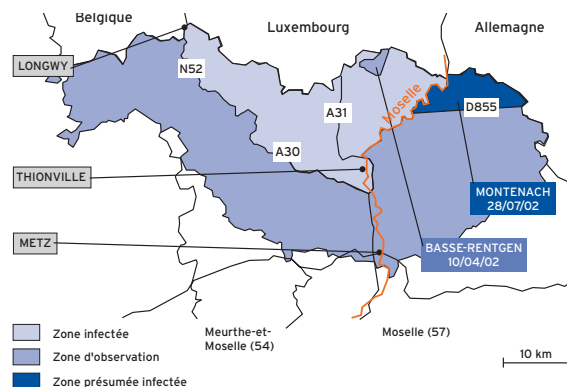 Belgique
Luxembourg
Allemagne
LONGWY
N52
A31
Moselle
D855
A30
THIONVILLE
MONTENACH
28/07/02
METZ
BASSE-RENTGEN
10/04/02
Zone infectée
Zone d'observation
Zone présumée infectée
Meurthe-et-
Moselle (54)
Moselle (57)
10 km